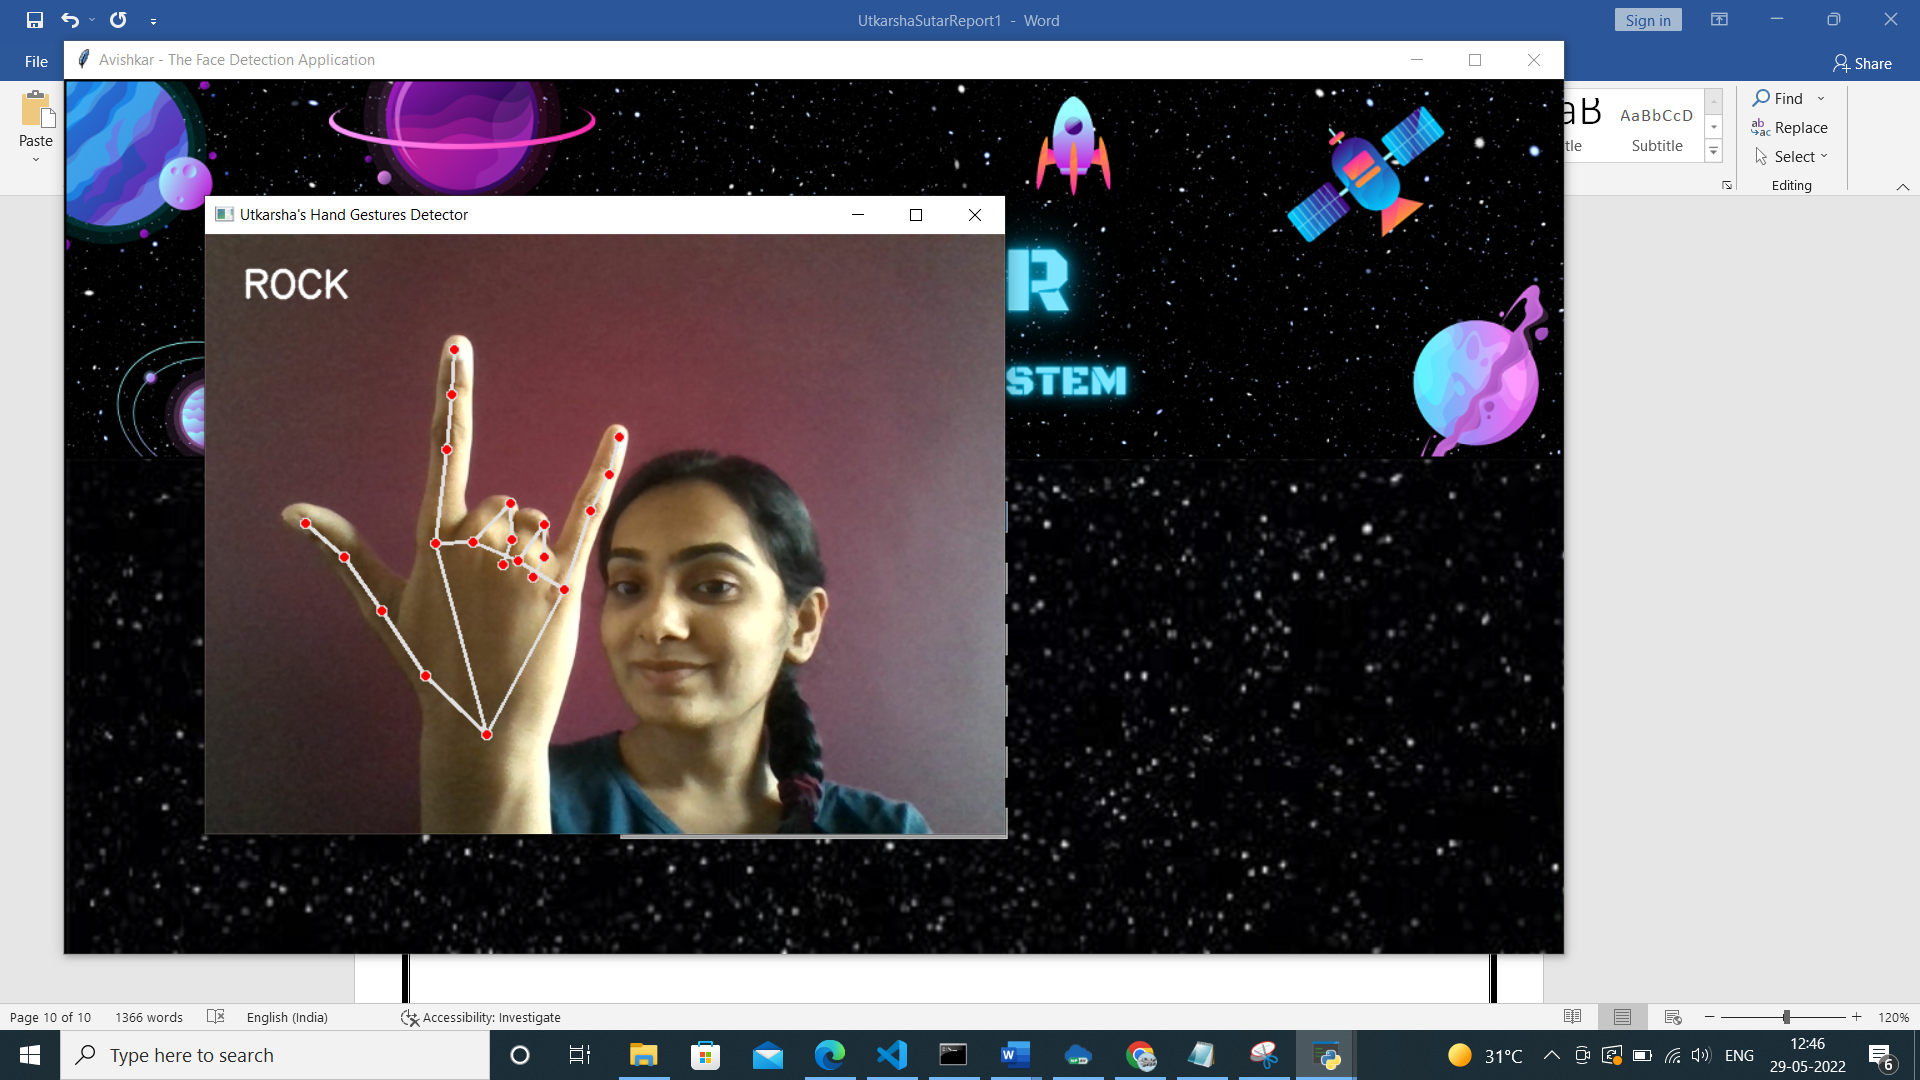 UtkarshaSutarReport1 - Word
Sign in
Avishkar - The Face Detection Application
File
Share
Paste
Find
Replace
Select
Editing
AaBbCcD
Subtitle
Utkarsha's Hand Gestures Detector
ROCK
R
STEM
Page 10 of 10
1366 words
English (India)
Accessibility: Investigate
120%
Type here to search
31°C
ENG
12:46
29-05-2022
6